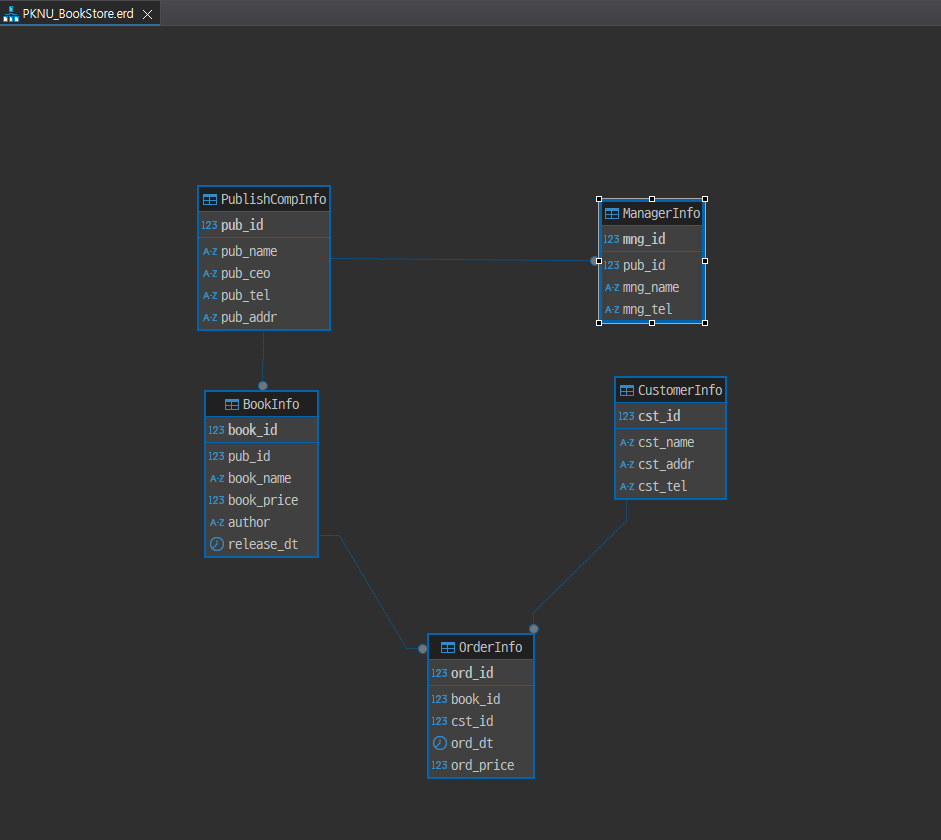 PKNU_BookStore.erd
PublishCompInfo
123 pub_id
A-Z pub_name
A-Z pub_ceo
A-Z pub_tel
A-Z pub_addr
ManagerInfo
123 mng_id
123 pub_id
A-Z mng_name
A-Z mng_tel
BookInfo
123 book_id
123 pub_id
A-Z book_name
123 book_price
A-Z author
release_dt
CustomerInfo
123 cst_id
A-Z cst_name
A-Z cst_addr
A-Z cst_tel
OrderInfo
123 ord_id
123 book_id
123 cst_id
ord_dt
123 ord_price